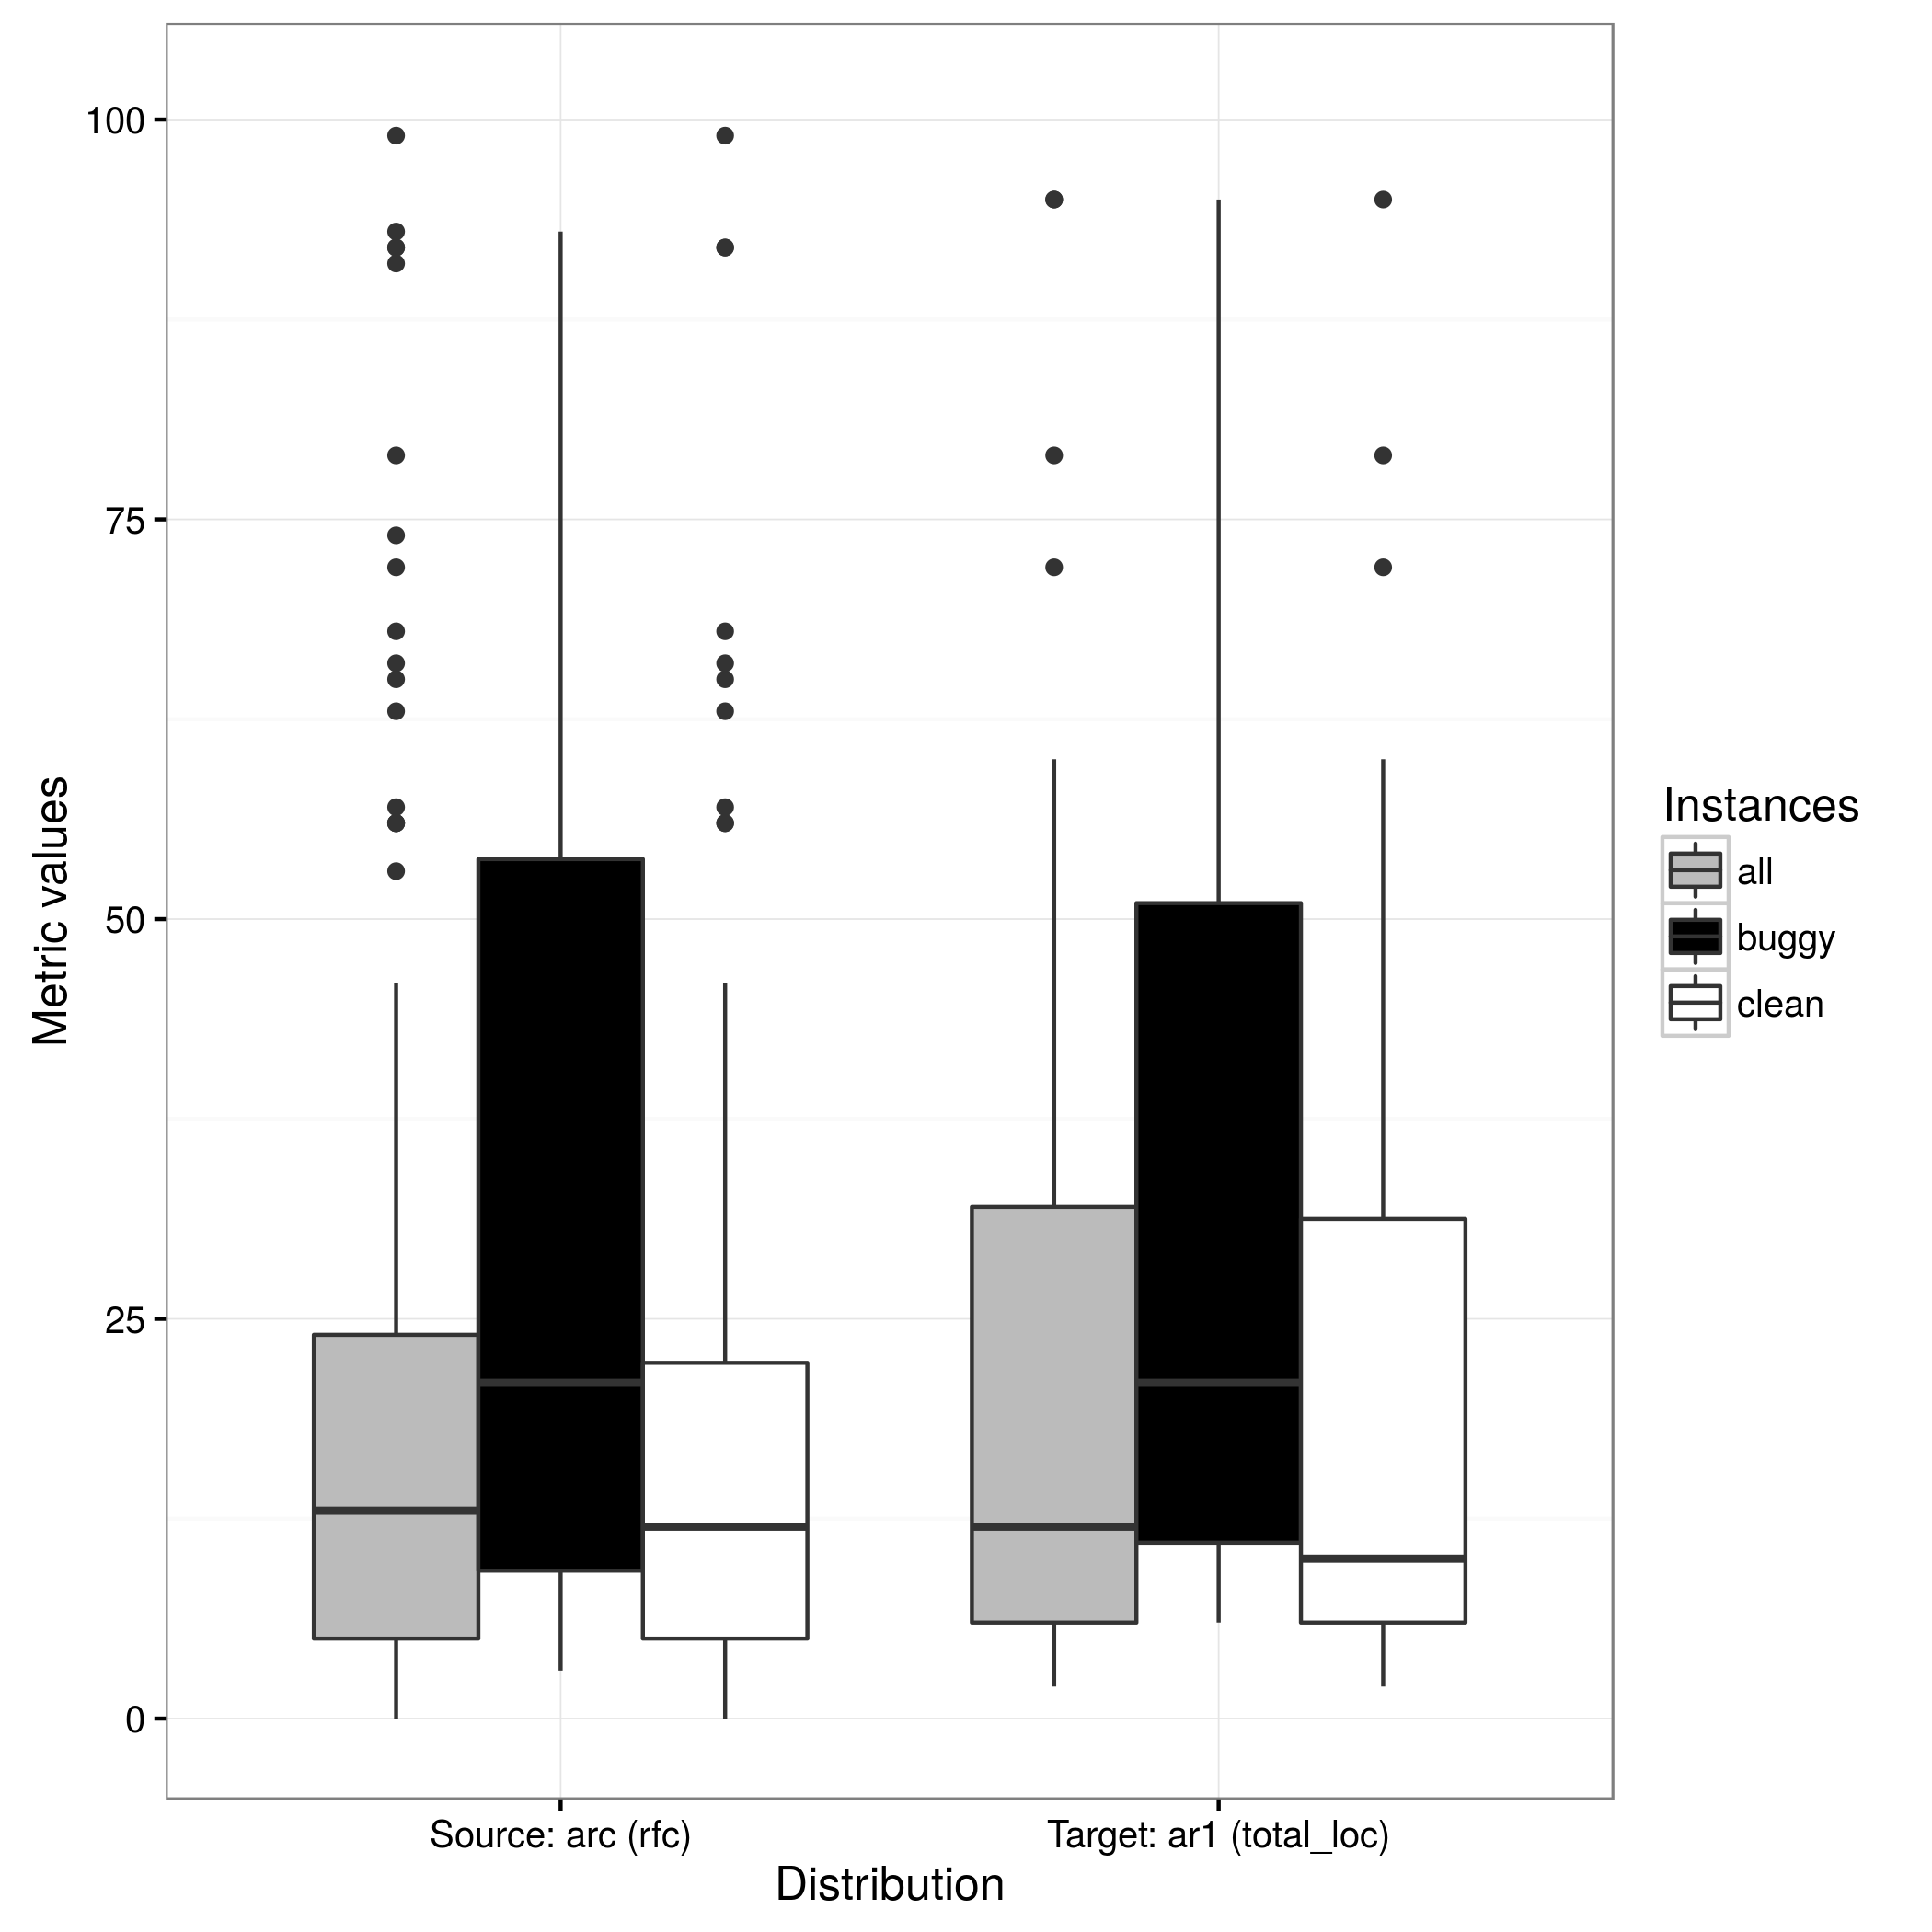 100
75
50
25
0
Metric values
Source: arc (rfc)
Target: ar1 (total_loc)
Distribution
Instances
all
buggy
clean